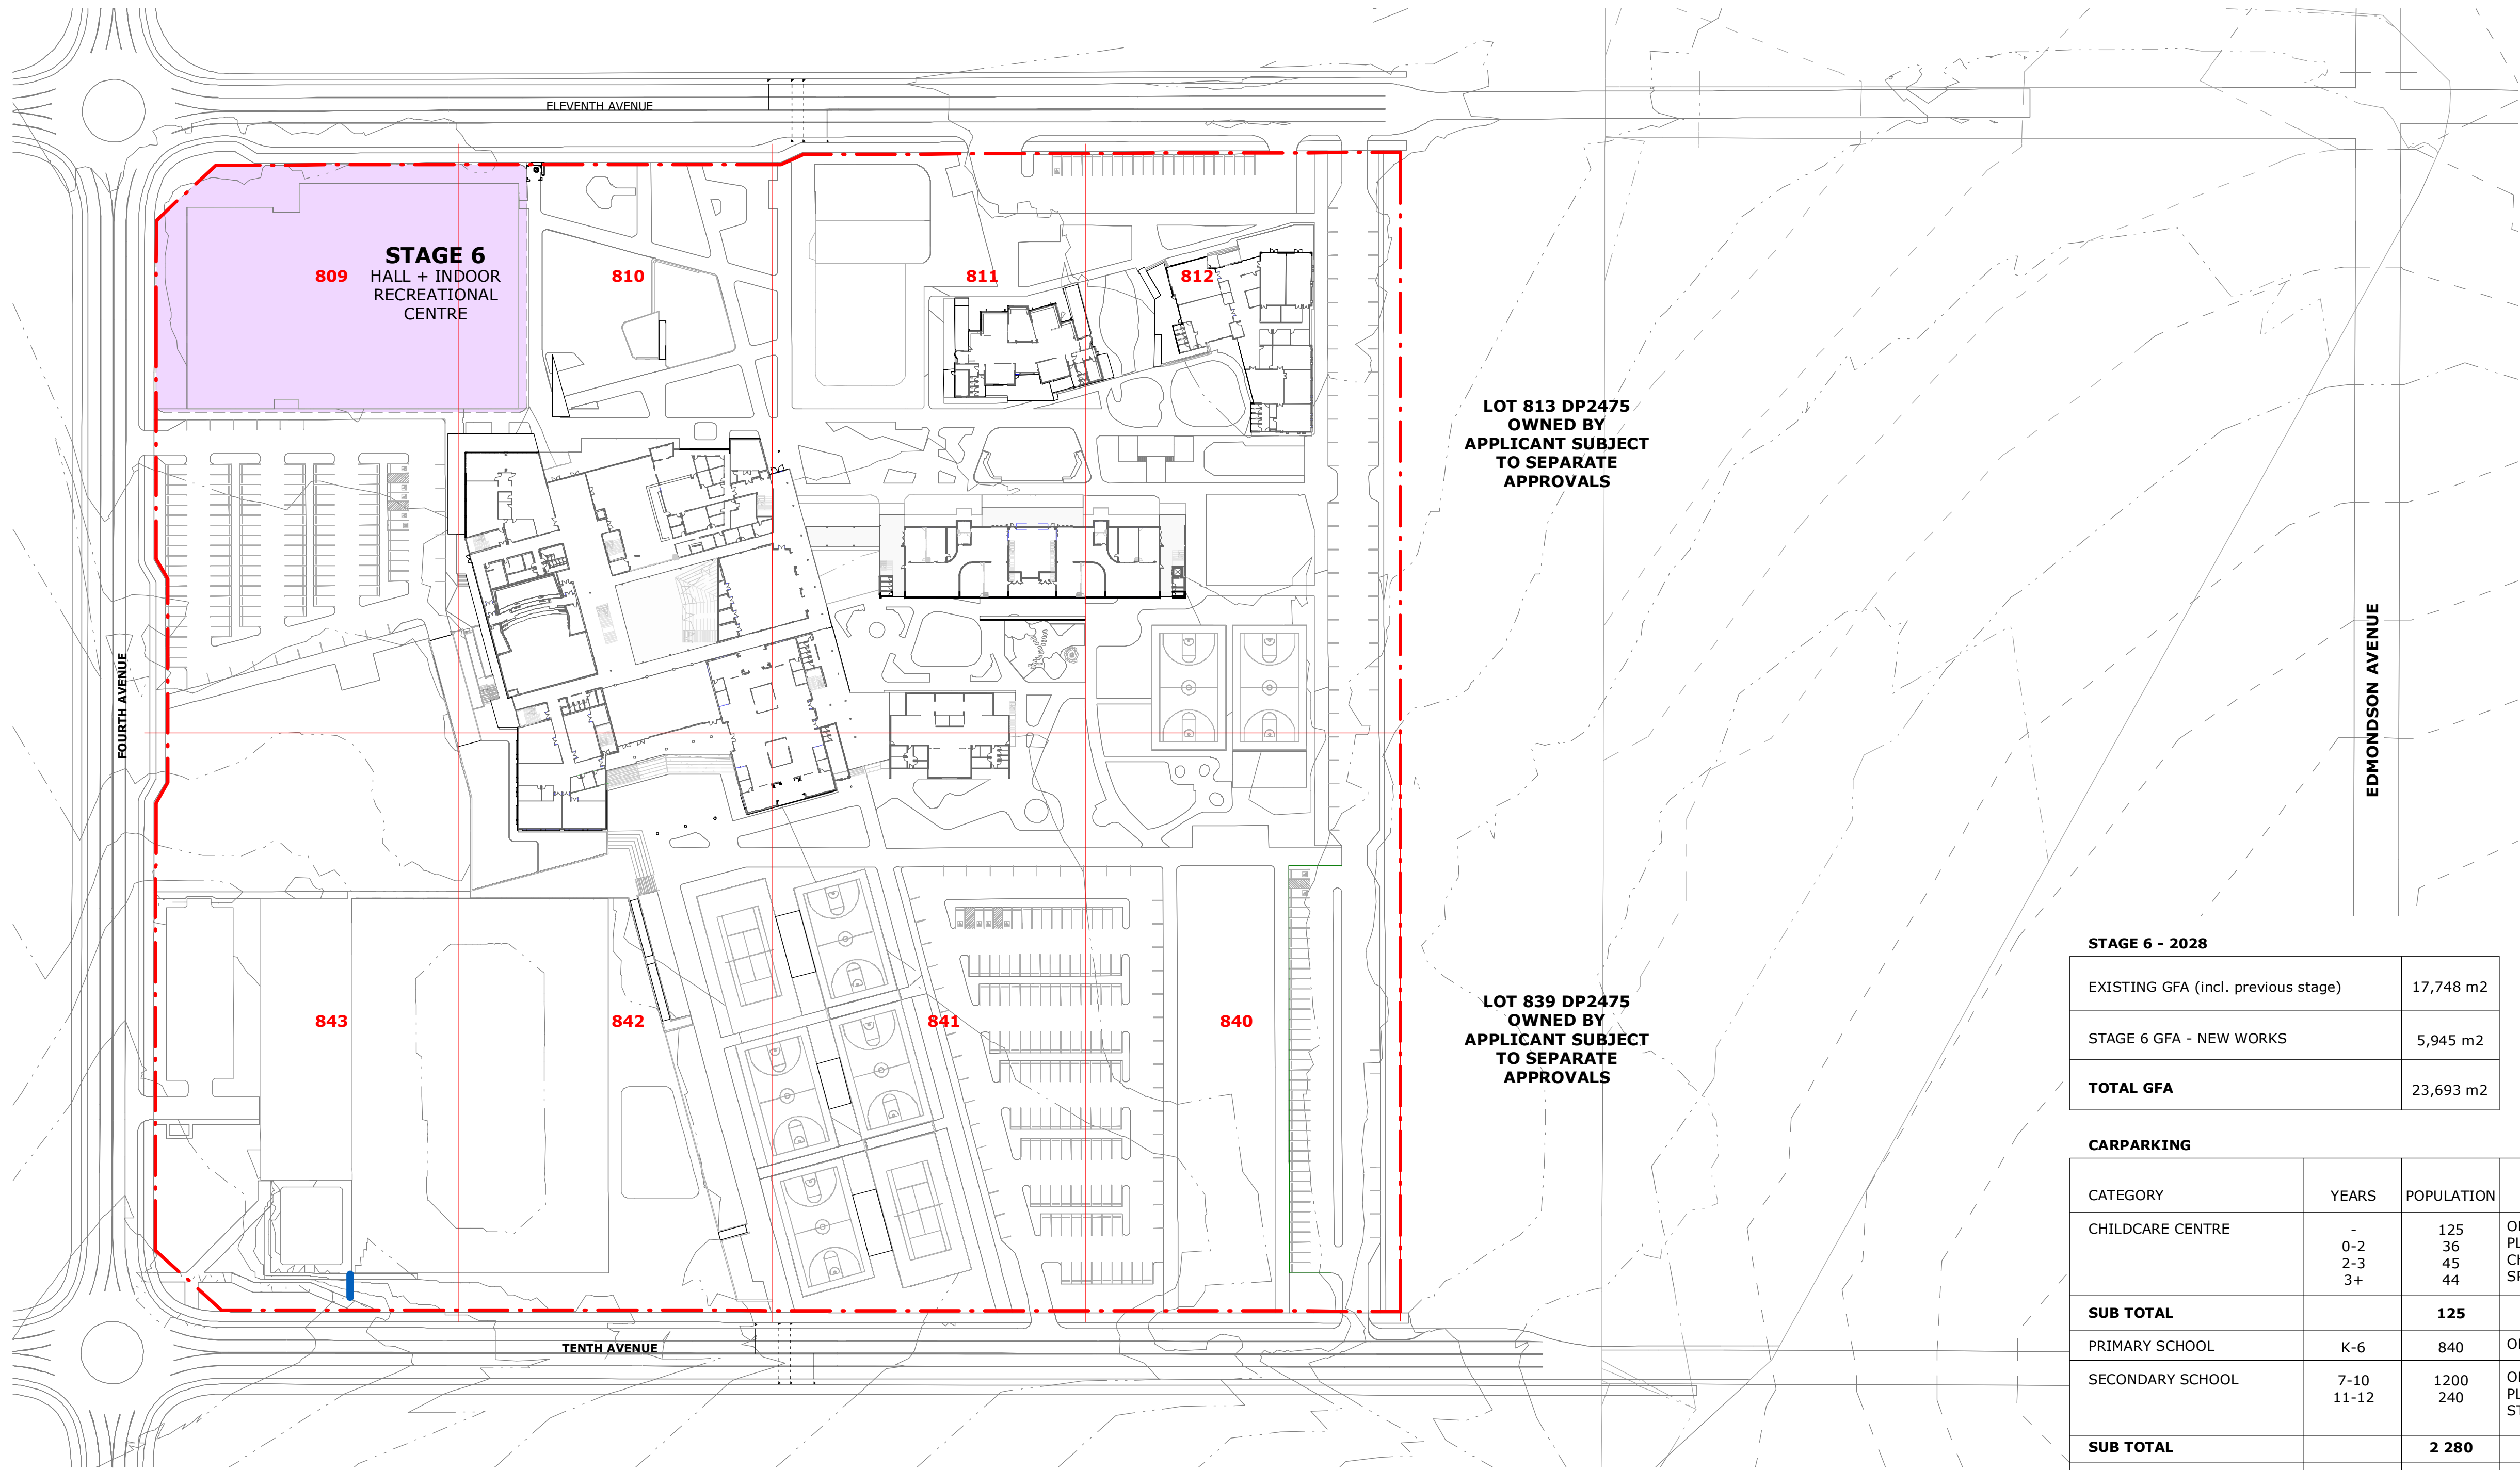 ELEVENTH AVENUE
STAGE 6
HALL + INDOOR
RECREATIONAL
CENTRE
809
810
811
812
LOT 813 DP2475
OWNED BY
APPLICANT SUBJECT
TO SEPARATE
APPROVALS
FOURTH AVENUE
EDMONDSON AVENUE
843
842
841
840
LOT 839 DP2475
OWNED BY
APPLICANT SUBJECT
TO SEPARATE
APPROVALS
TENTH AVENUE
STAGE 6 - 2028
EXISTING GFA (incl. previous stage) 17,748 m2
STAGE 6 GFA - NEW WORKS 5,945 m2
TOTAL GFA 23,693 m2
CARPARKING
CATEGORY YEARS POPULATION
CHILDCARE CENTRE - 125
0-2 36
2-3 45
3+ 44
SUB TOTAL 125
PRIMARY SCHOOL K-6 840
SECONDARY SCHOOL 7-10 1200
11-12 240
SUB TOTAL 2 280